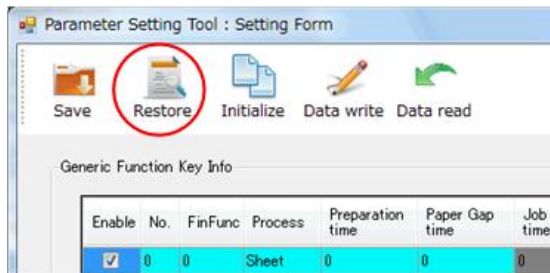 Parameter Setting Tool : Setting Form
Save Restore Initialize Data write Data read
Generic Function Key Info
Enable No. FinFunc Process Preparation time Paper Gap time Job time
0 0 Sheet 0 0 0